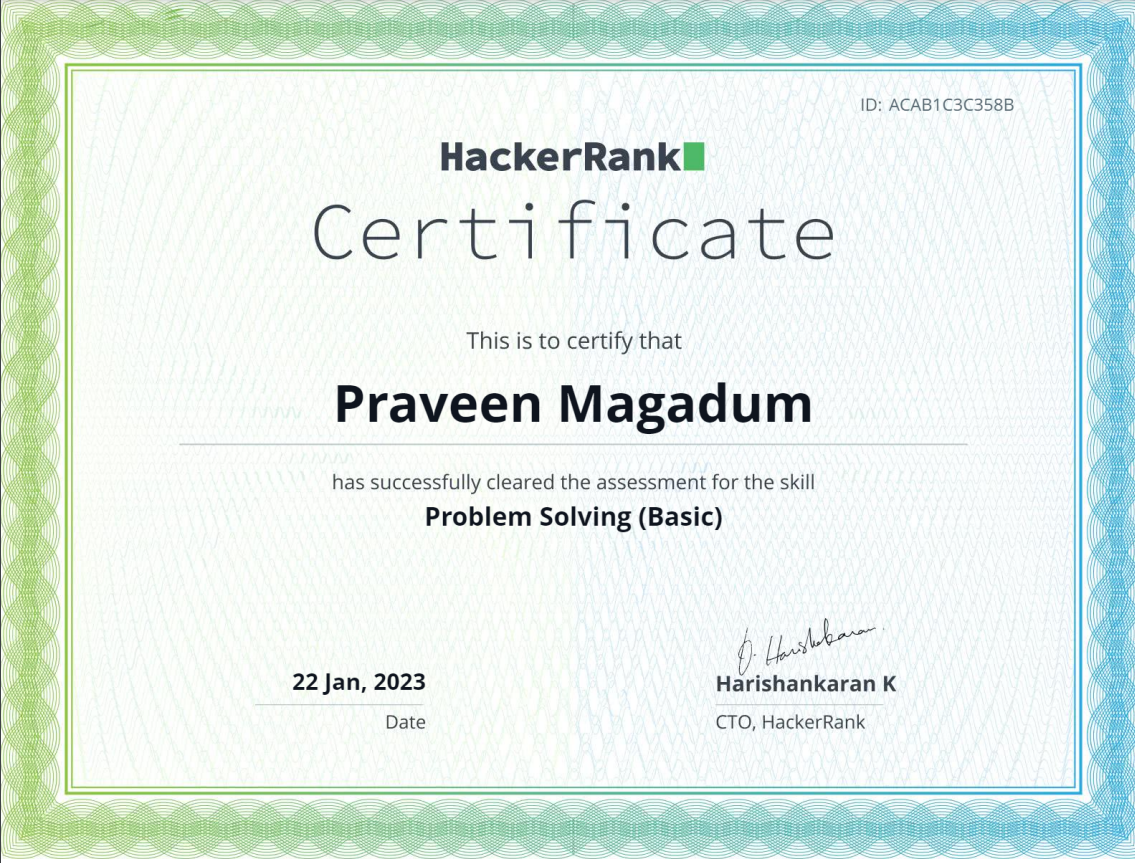 ID: ACAB1C3C358B
HackerRank
Certificate
This is to certify that
Praveen Magadum
has successfully cleared the assessment for the skill
Problem Solving (Basic)
22 Jan, 2023
Date
Harishankaran K
CTO, HackerRank